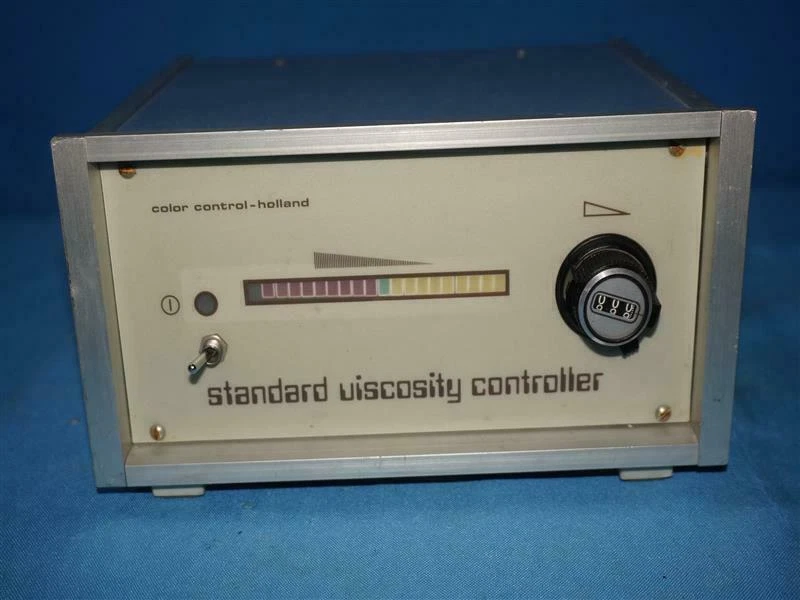 color control-holland
standard viscosity controller